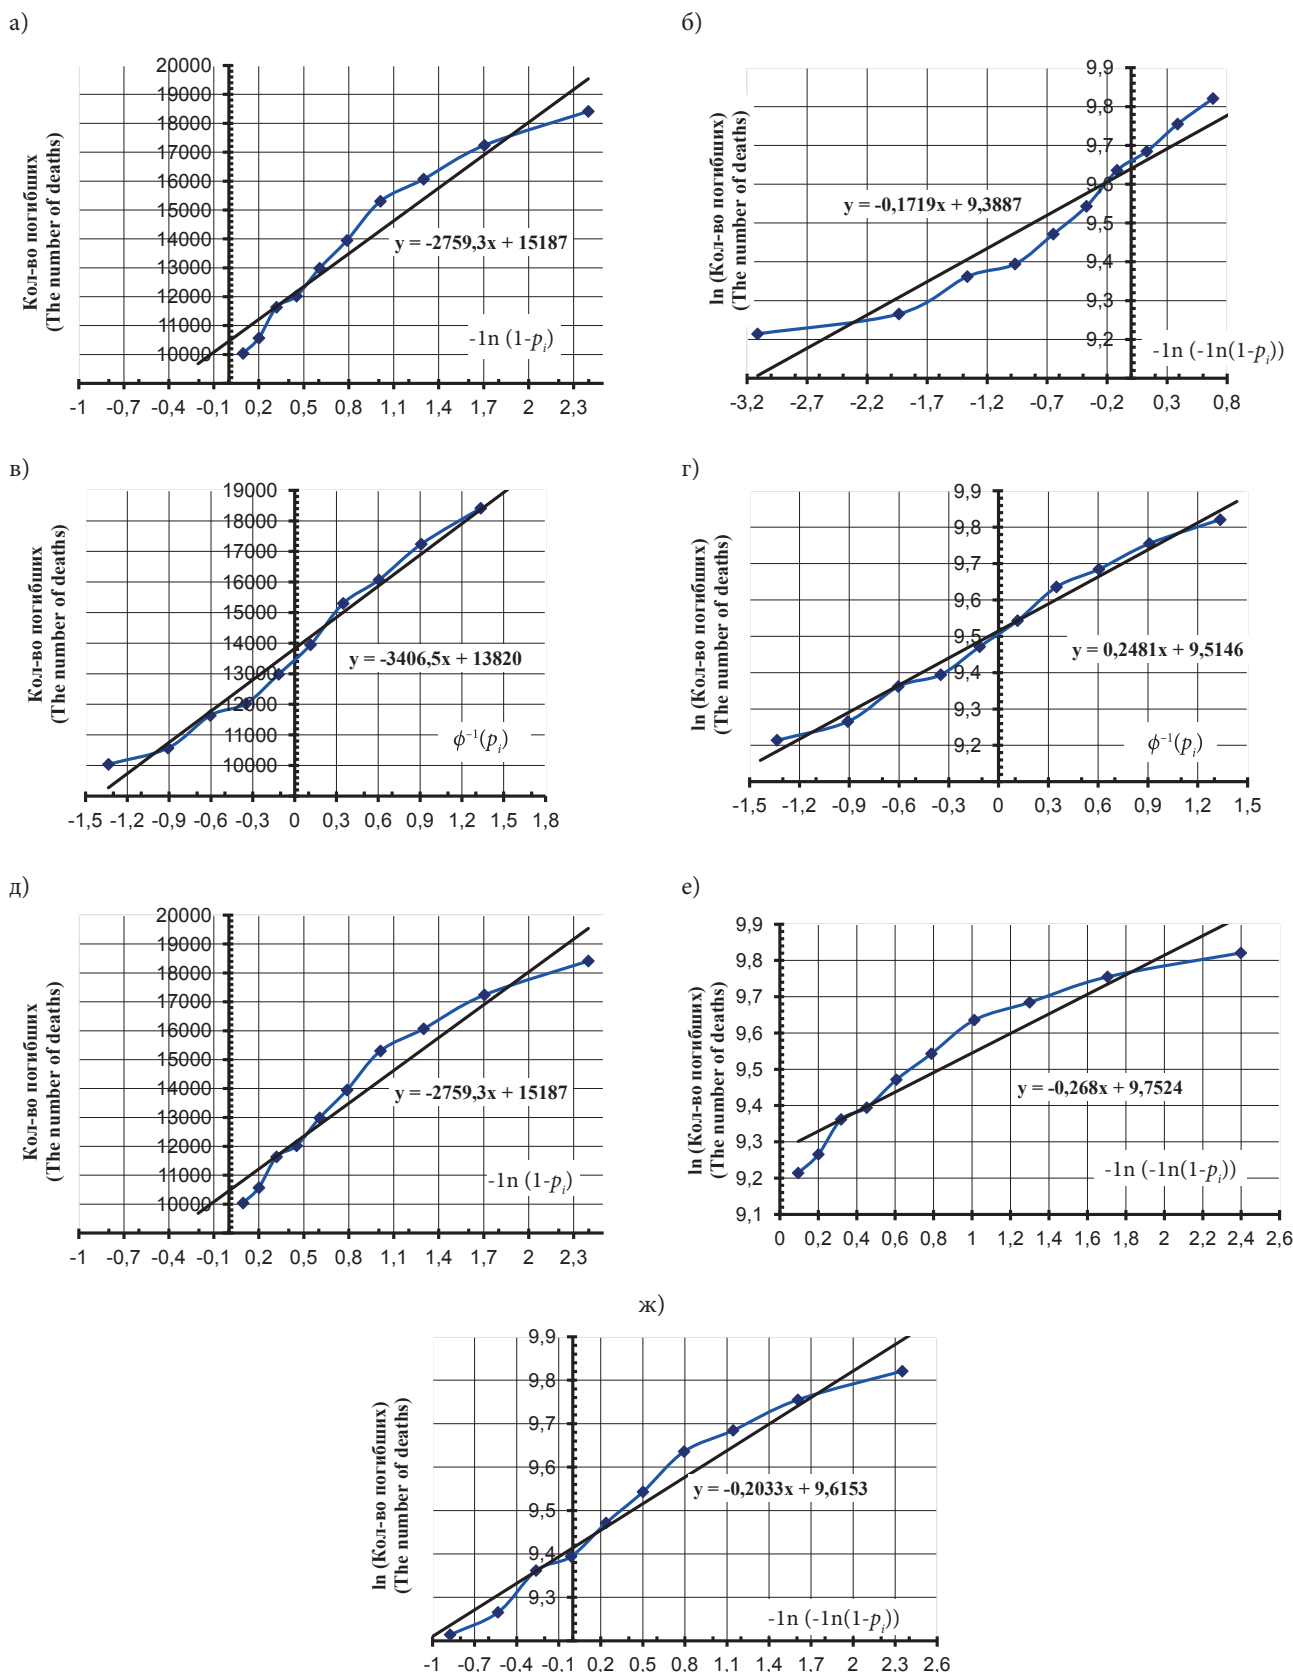 а)
20000
19000
18000
17000
16000
15000
14000
13000
12000
11000
10000
Кол-во погибших
(The number of deaths)
y = -2759,3x + 15187
-1n (1-pi)
-1 -0,7 -0,4 -0,1 0,2 0,5 0,8 1,1 1,4 1,7 2 2,3
б)
9,9
9,8
9,7
9,6
9,5
9,4
9,3
9,2
ln (Кол-во погибших)
(The number of deaths)
y = -0,1719x + 9,3887
-1n (-1n(1-pi))
-3,2 -2,7 -2,2 -1,7 -1,2 -0,7 -0,2 0,3 0,8
в)
19000
18000
17000
16000
15000
14000
13000
12000
11000
10000
Кол-во погибших
(The number of deaths)
y = -3406,5x + 13820
ϕ⁻¹(pi)
-1,5 -1,2 -0,9 -0,6 -0,3 0 0,3 0,6 0,9 1,2 1,5 1,8
г)
9,9
9,8
9,7
9,6
9,5
9,4
9,3
9,2
ln (Кол-во погибших)
(The number of deaths)
y = 0,2481x + 9,5146
ϕ⁻¹(pi)
-1,5 -1,2 -0,9 -0,6 -0,3 0 0,3 0,6 0,9 1,2 1,5
д)
20000
19000
18000
17000
16000
15000
14000
13000
12000
11000
10000
Кол-во погибших
(The number of deaths)
y = -2759,3x + 15187
-1n (1-pi)
-1 -0,7 -0,4 -0,1 0,2 0,5 0,8 1,1 1,4 1,7 2 2,3
е)
9,9
9,8
9,7
9,6
9,5
9,4
9,3
9,2
9,1
ln (Кол-во погибших)
(The number of deaths)
y = -0,268x + 9,7524
-1n (-1n(1-pi))
0 0,2 0,4 0,6 0,8 1 1,2 1,4 1,6 1,8 2 2,2 2,4 2,6
ж)
9,9
9,8
9,7
9,6
9,5
9,4
9,3
ln (Кол-во погибших)
(The number of deaths)
y = -0,2033x + 9,6153
-1n (-1n(1-pi))
-1 -0,7 -0,4 -0,1 0,2 0,5 0,8 1,1 1,4 1,7 2 2,3 2,6